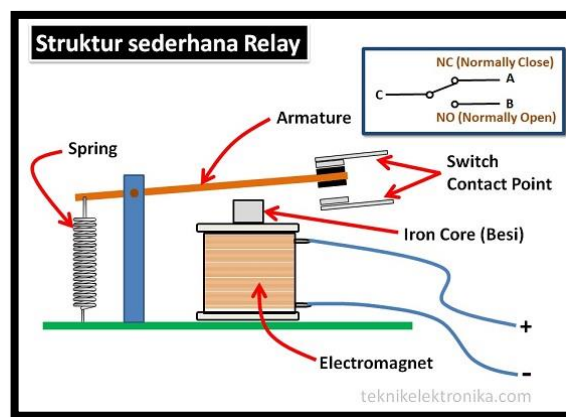 Struktur sederhana Relay
NC (Normally Close)
A
C
B
NO (Normally Open)
Armature
Spring
Switch
Contact Point
Iron Core (Besi)
+
Electromagnet
-
teknikelektronika.com